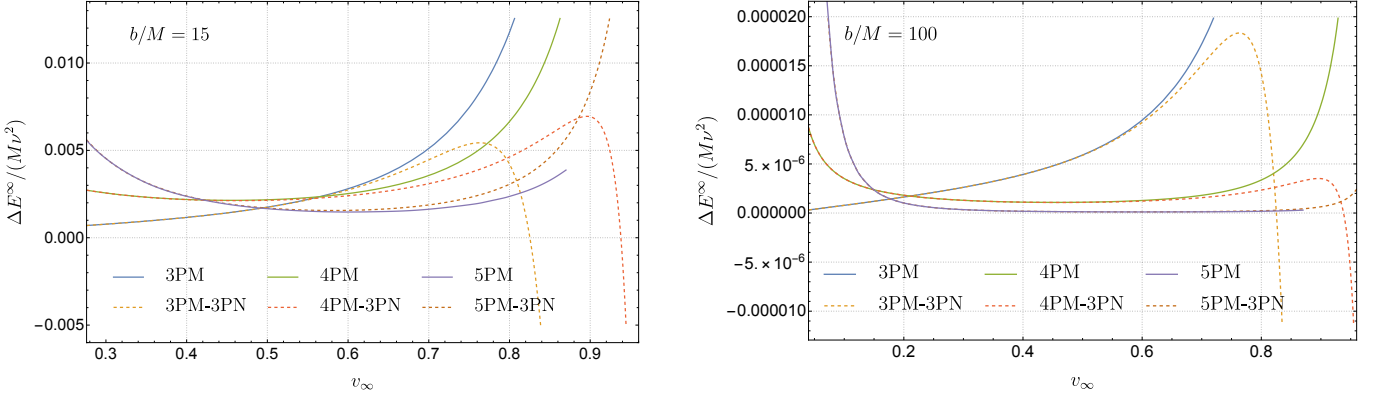 b/M = 15
ΔE^∞/(Mν²)
0.010
0.005
0.000
−0.005
3PM 4PM 5PM
3PM-3PN 4PM-3PN 5PM-3PN
0.3 0.4 0.5 0.6 0.7 0.8 0.9
v_∞
b/M = 100
ΔE^∞/(Mν²)
0.000020
0.000015
0.000010
5.×10⁻⁶
0.000000
−5.×10⁻⁶
−0.000010
3PM 4PM 5PM
3PM-3PN 4PM-3PN 5PM-3PN
0.2 0.4 0.6 0.8
v_∞